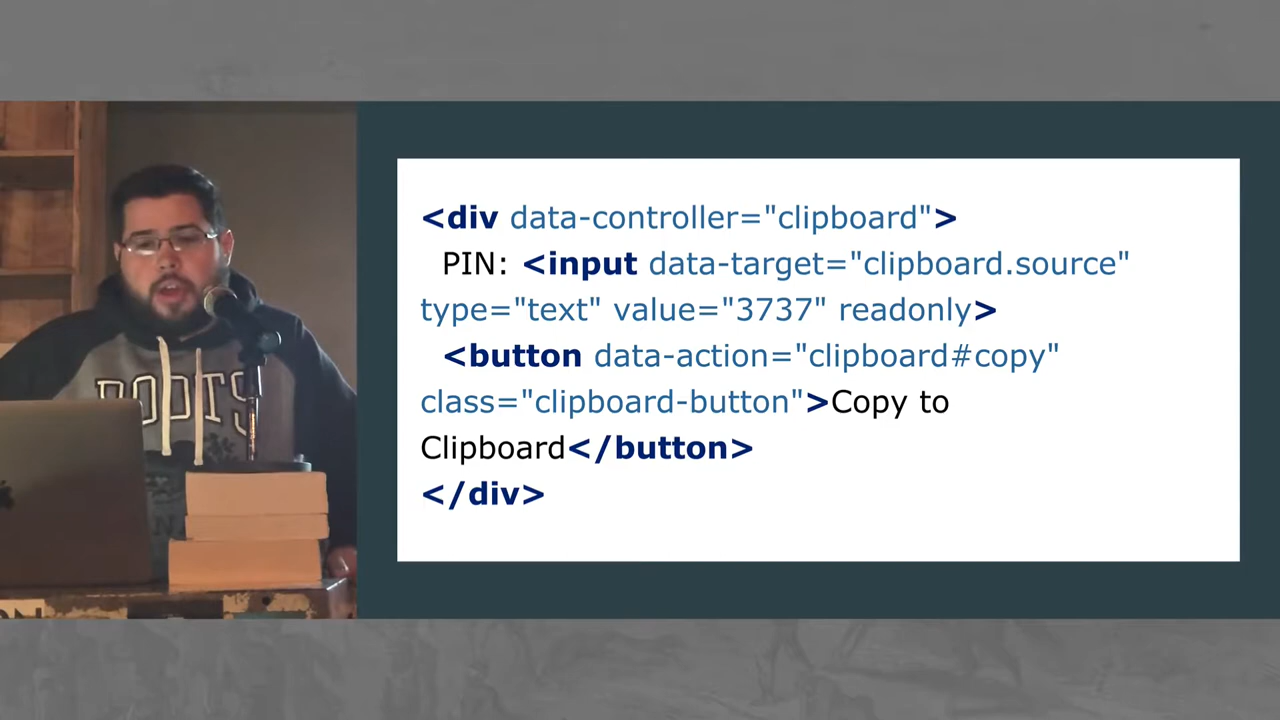 <div data-controller="clipboard">
PIN: <input data-target="clipboard.source"
type="text" value="3737" readonly>
<button data-action="clipboard#copy"
class="clipboard-button">Copy to
Clipboard</button>
</div>
ROOTS